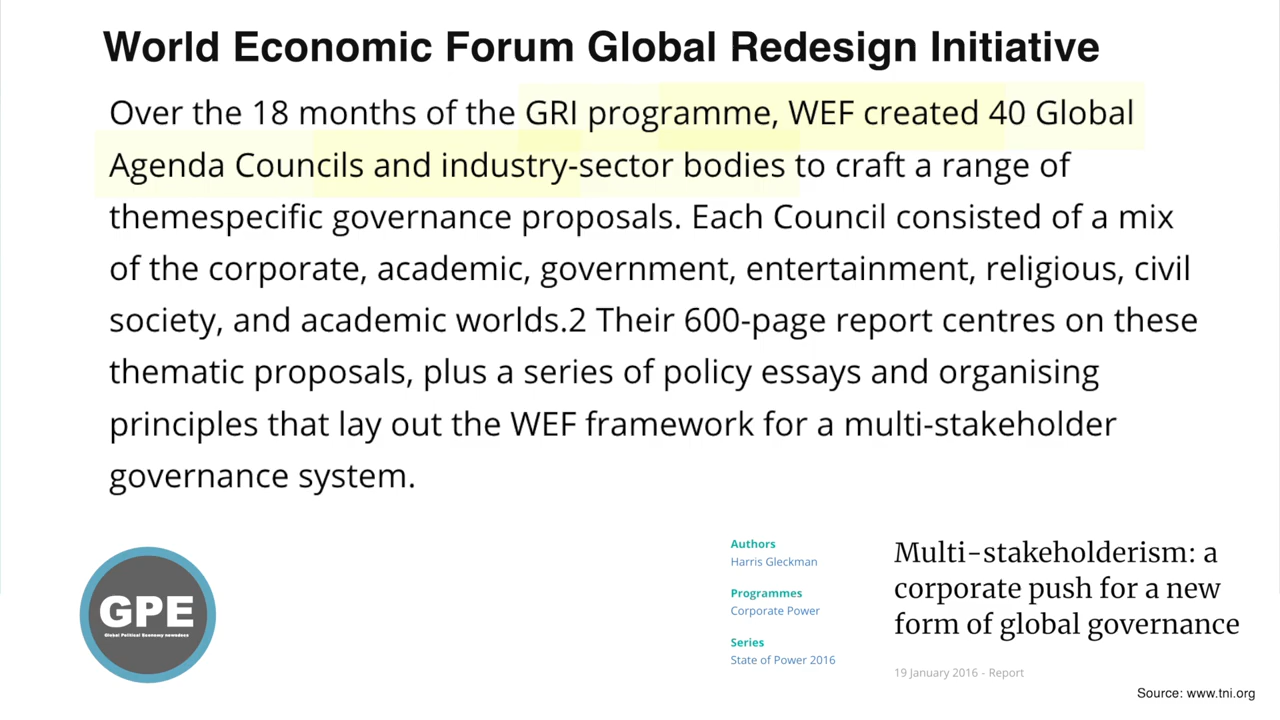 World Economic Forum Global Redesign Initiative
Over the 18 months of the GRI programme, WEF created 40 Global
Agenda Councils and industry-sector bodies to craft a range of
themespecific governance proposals. Each Council consisted of a mix
of the corporate, academic, government, entertainment, religious, civil
society, and academic worlds.2 Their 600-page report centres on these
thematic proposals, plus a series of policy essays and organising
principles that lay out the WEF framework for a multi-stakeholder
governance system.
GPE
Global Political Economy newsdocs
Authors
Harris Gleckman
Programmes
Corporate Power
Series
State of Power 2016
Multi-stakeholderism: a
corporate push for a new
form of global governance
19 January 2016 - Report
Source: www.tni.org